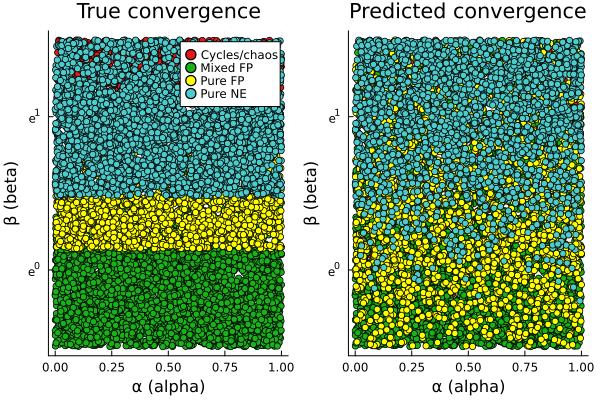 True convergence
Cycles/chaos
Mixed FP
Pure FP
Pure NE
e1
e0
β (beta)
0.00 0.25 0.50 0.75 1.00
α (alpha)
Predicted convergence
e1
e0
β (beta)
0.00 0.25 0.50 0.75 1.00
α (alpha)